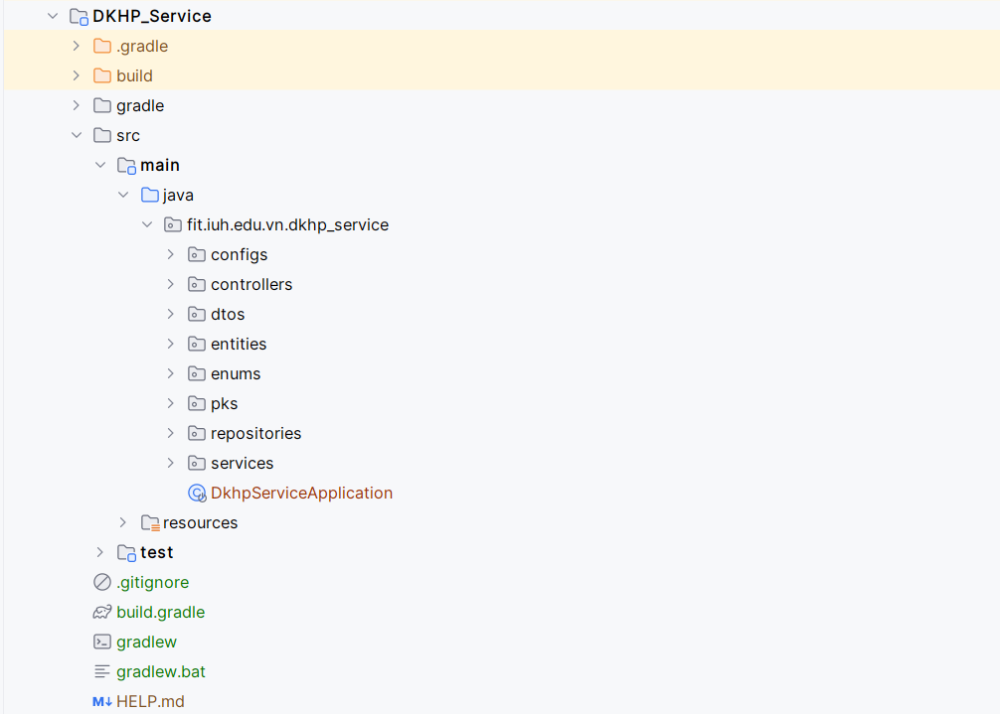 DKHP_Service
.gradle
build
gradle
src
main
java
fit.iuh.edu.vn.dkhp_service
configs
controllers
dtos
entities
enums
pks
repositories
services
DkhpServiceApplication
resources
test
.gitignore
build.gradle
gradlew
gradlew.bat
M↓ HELP.md